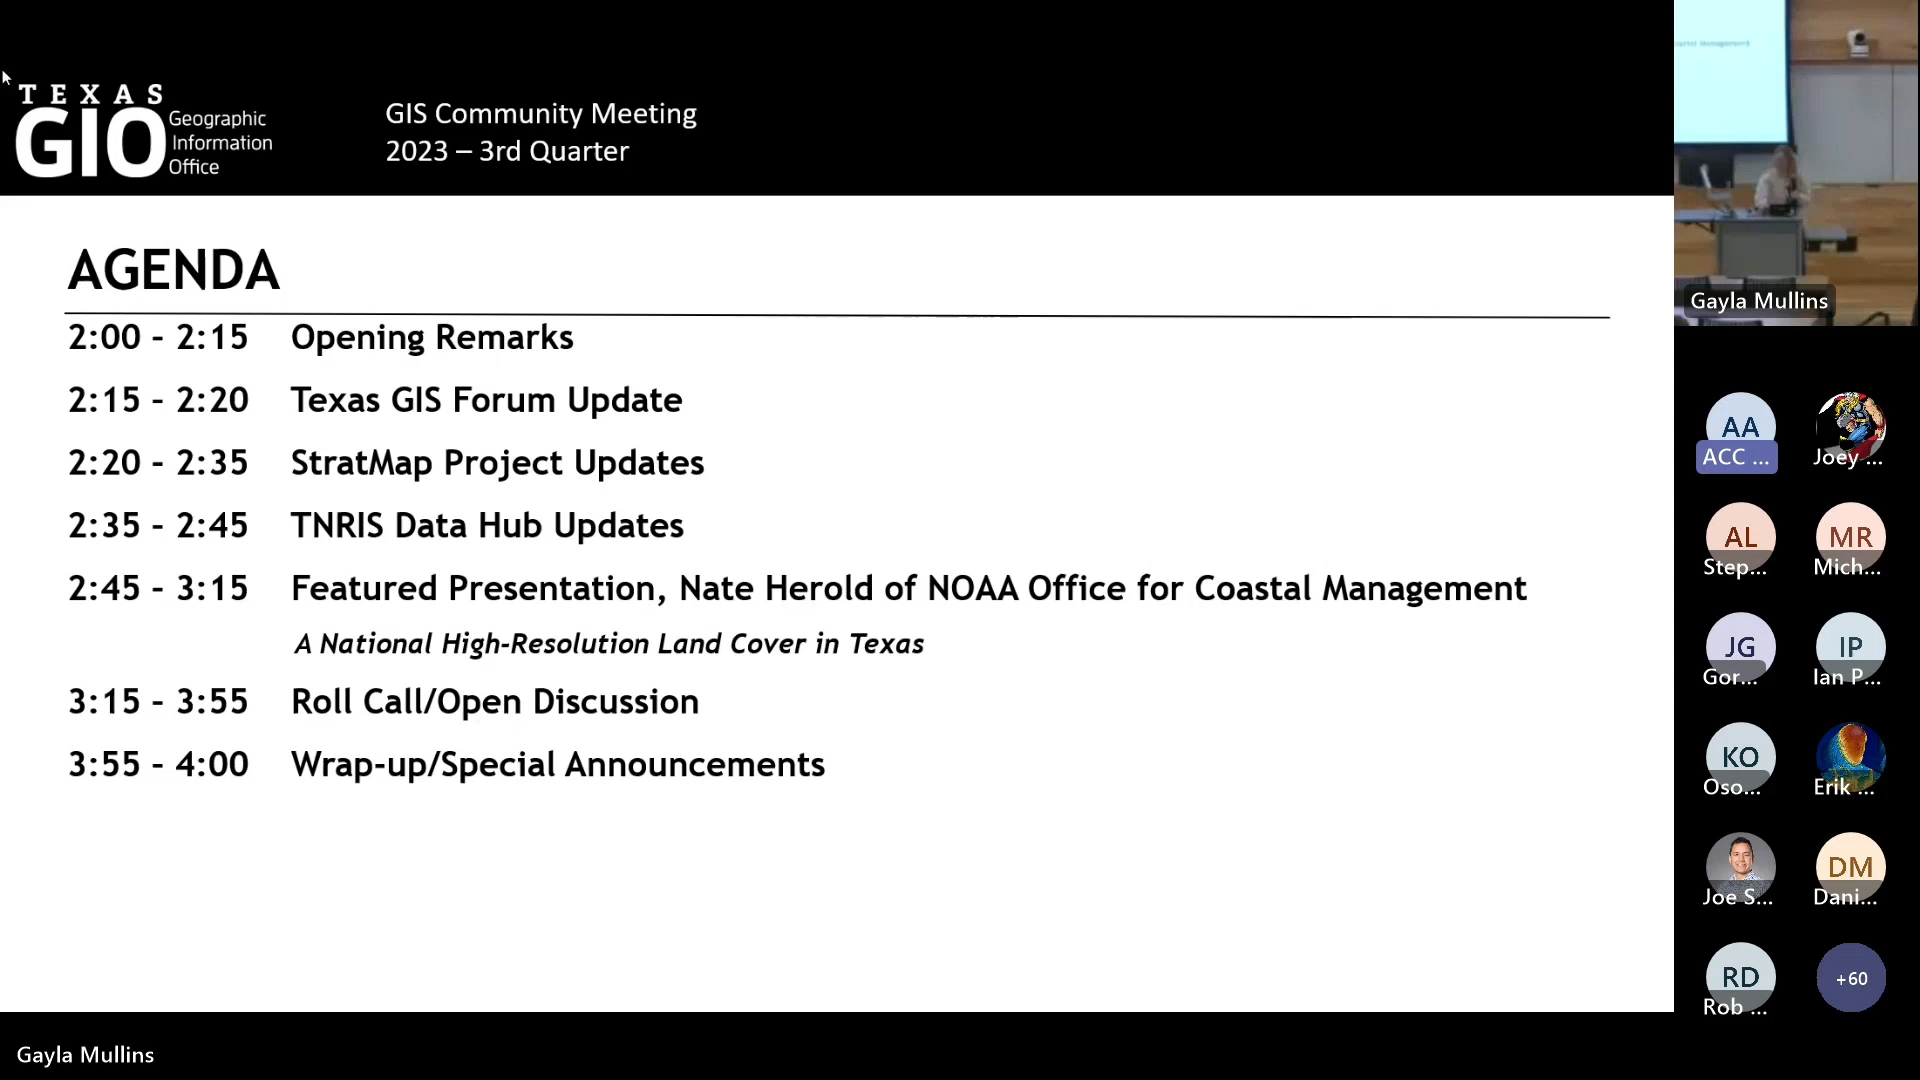 TEXAS
GIO
Geographic
Information
Office
GIS Community Meeting
2023 – 3rd Quarter
AGENDA
2:00 - 2:15 Opening Remarks
2:15 - 2:20 Texas GIS Forum Update
2:20 - 2:35 StratMap Project Updates
2:35 - 2:45 TNRIS Data Hub Updates
2:45 - 3:15 Featured Presentation, Nate Herold of NOAA Office for Coastal Management
A National High-Resolution Land Cover in Texas
3:15 - 3:55 Roll Call/Open Discussion
3:55 - 4:00 Wrap-up/Special Announcements
Gayla Mullins
AA
ACC ...
Joey ...
AL
Step...
MR
Mich...
JG
Gor...
IP
Ian P...
KO
Oso...
Erik ...
Joe S...
DM
Dani...
RD
Rob ...
+60
Gayla Mullins